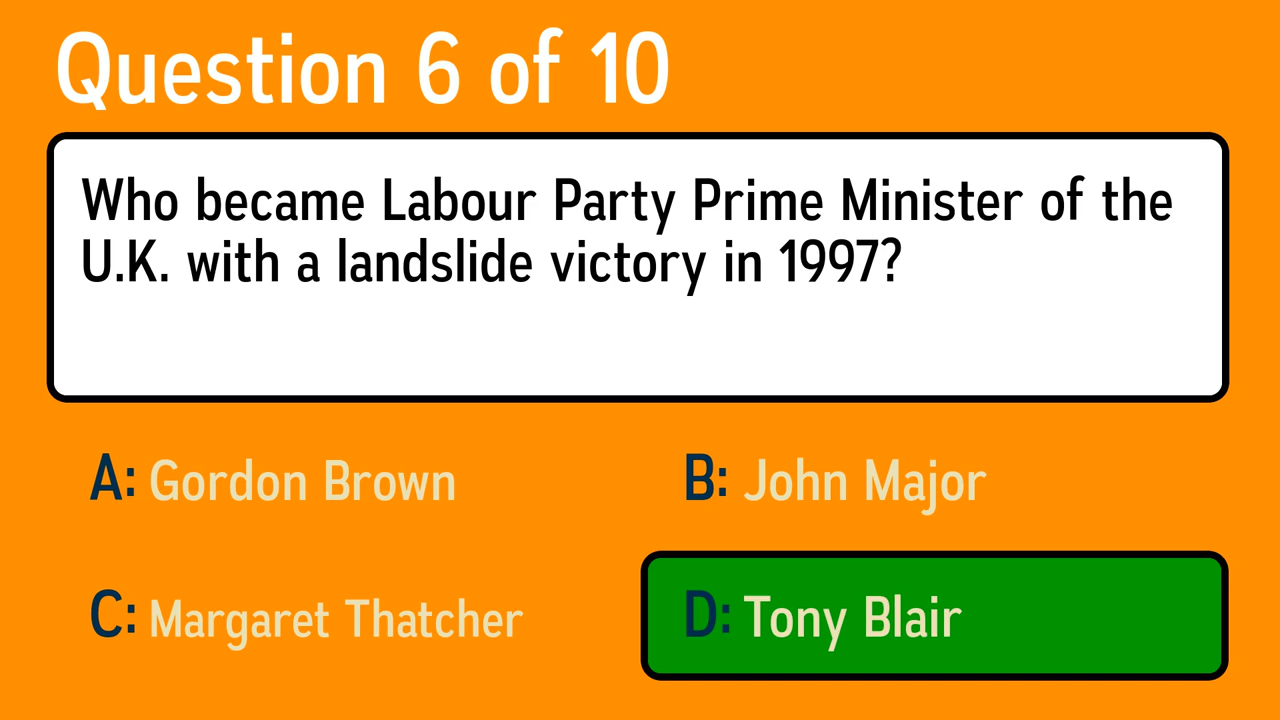 Question 6 of 10
Who became Labour Party Prime Minister of the
U.K. with a landslide victory in 1997?
A: Gordon Brown
B: John Major
C: Margaret Thatcher
D: Tony Blair